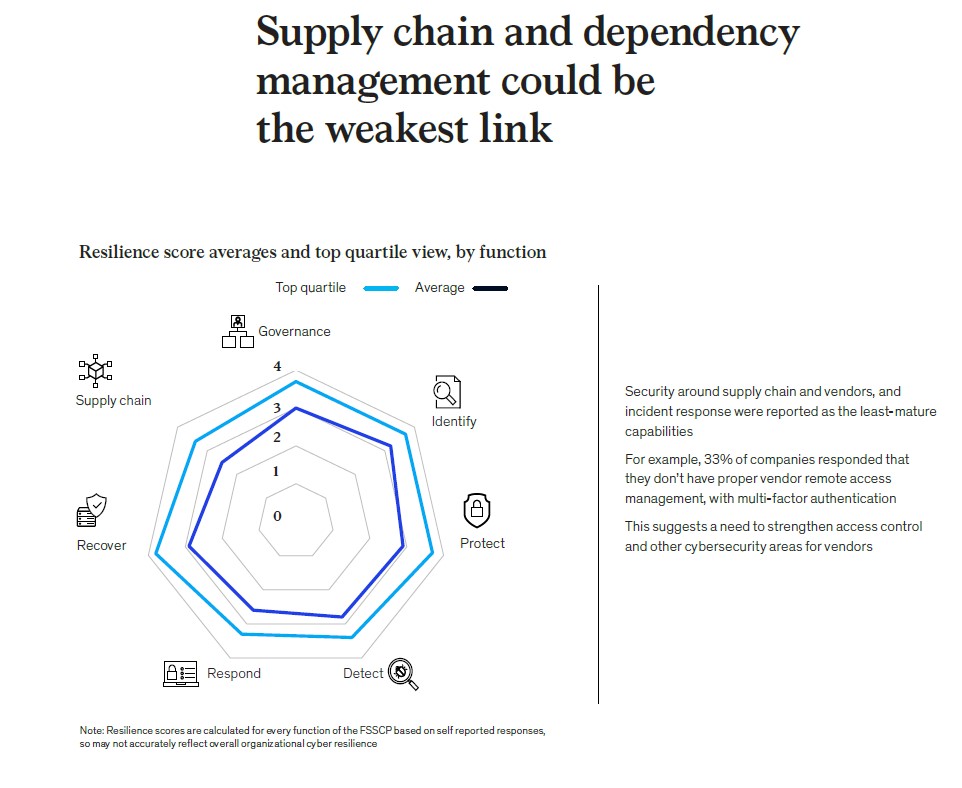 Supply chain and dependency
management could be
the weakest link
Resilience score averages and top quartile view, by function
Top quartile
Average
Governance
Supply chain
4
3
2
1
0
Identify
Recover
Protect
Respond
Detect
Security around supply chain and vendors, and
incident response were reported as the least-mature
capabilities
For example, 33% of companies responded that
they don't have proper vendor remote access
management, with multi-factor authentication
This suggests a need to strengthen access control
and other cybersecurity areas for vendors
Note: Resilience scores are calculated for every function of the FSSCP based on self reported responses,
so may not accurately reflect overall organizational cyber resilience